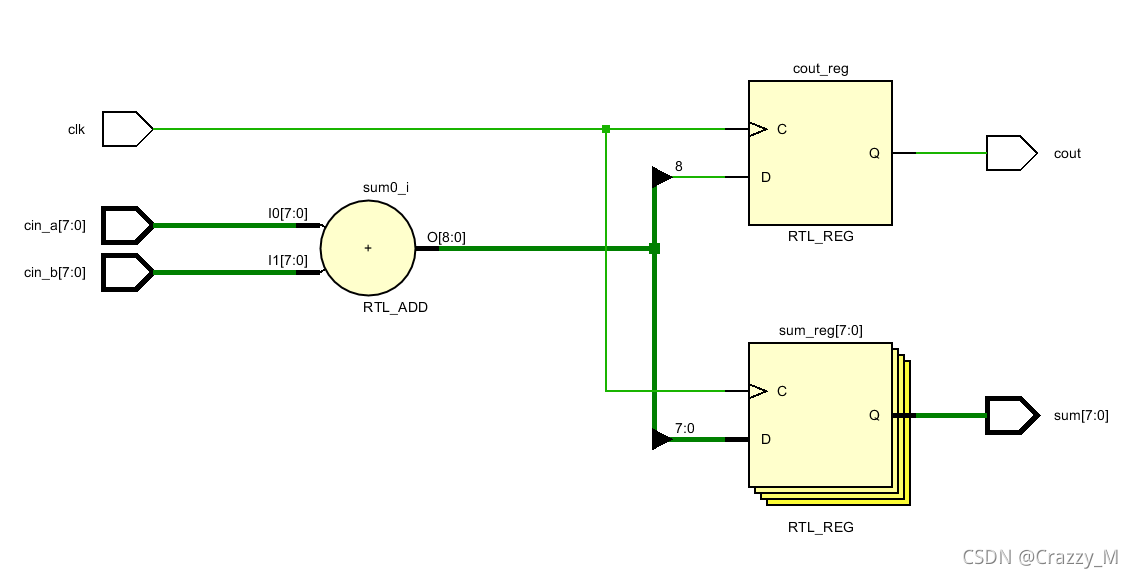 cout_reg
clk
C
Q
cout
8
D
sum0_i
cin_a[7:0]
I0[7:0]
+
O[8:0]
RTL_REG
cin_b[7:0]
I1[7:0]
RTL_ADD
sum_reg[7:0]
C
Q
sum[7:0]
7:0
D
RTL_REG
CSDN @Crazzy_M